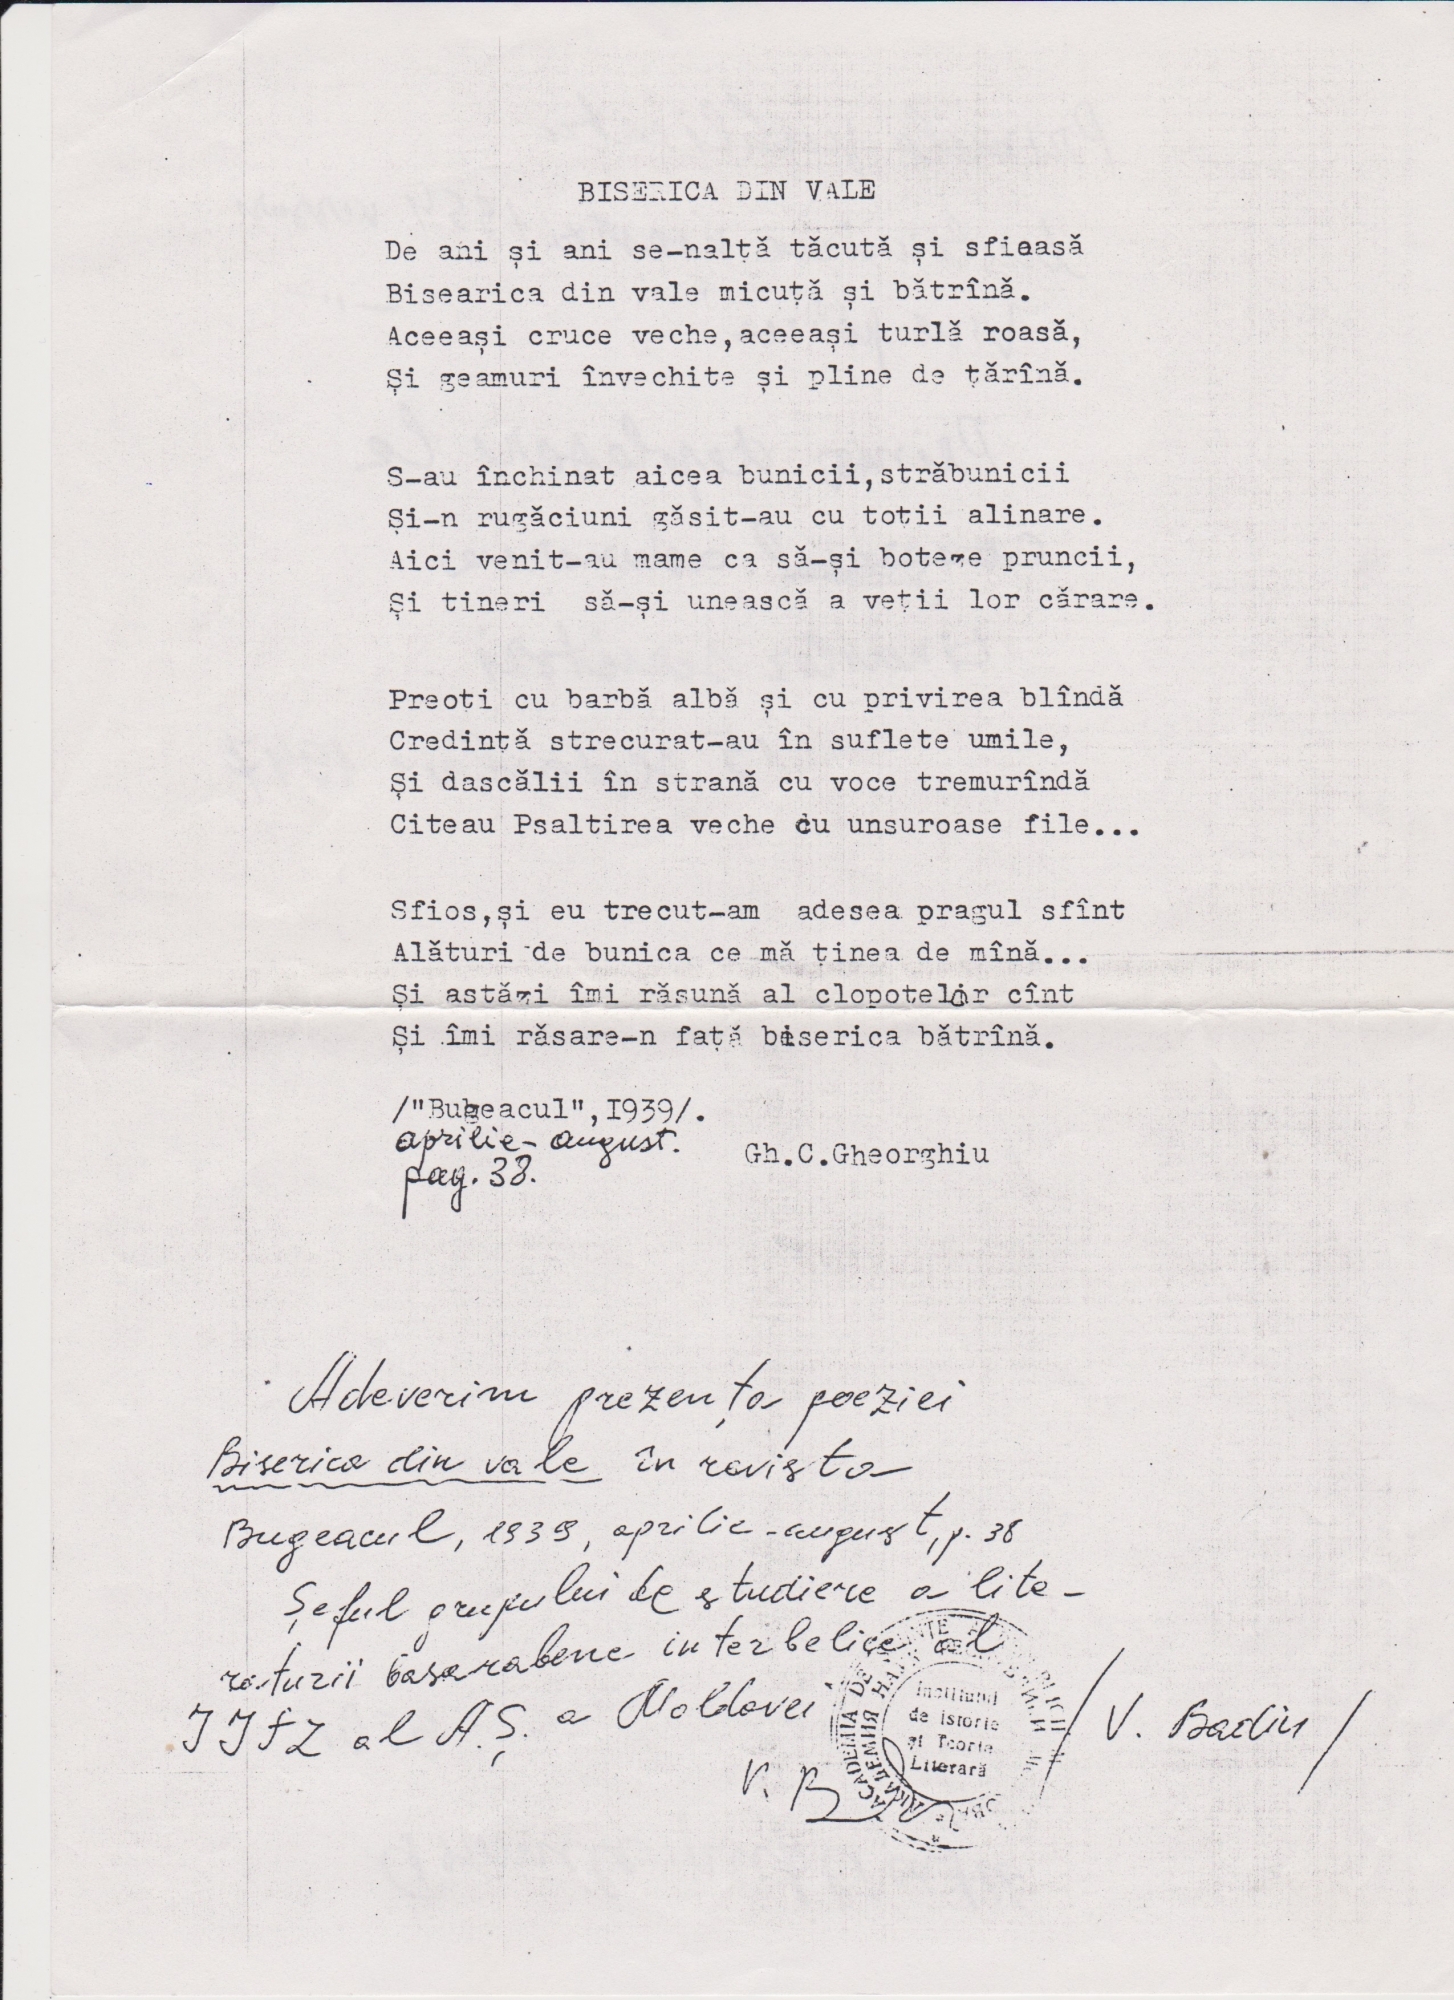 BISERICA DIN VALE
De ani și ani se-nalță tăcută și sfioasă
Bisearica din vale micuță și bătrînă.
Aceeași cruce veche,aceeași turlă roasă,
Și geamuri învechite și pline de țărînă.
S-au închinat aicea bunicii,străbunicii
Și-n rugăciuni găsit-au cu toții alinare.
Aici venit-au mame ca să-și boteze pruncii,
Și tineri să-și unească a veții lor cărare.
Preoți cu barbă albă și cu privirea blîndă
Credință strecurat-au în suflete umile,
Și dascălii în strană cu voce tremurîndă
Citeau Psaltirea veche cu unsuroase file...
Sfios,și eu trecut-am adesea pragul sfînt
Alături de bunica ce mă ținea de mînă...
Și astăzi îmi răsună al clopotelor cînt
Și îmi răsare-n față biserica bătrînă.
/"Bugeacul",I939/.
aprilie-august.
pag. 38.
Gh.C.Gheorghiu
Adeverim prezența poeziei
Biserica din vale în revista
Bugeacul, 1939, aprilie-august, p. 38
Șeful grupului de studiere a lite-
raturii basarabene interbelice al
al A.Ș. a Moldovei
/V. Badiu/
V. B
Institutul
de Istorie
și Teorie
Literară
ACADEMIA DE